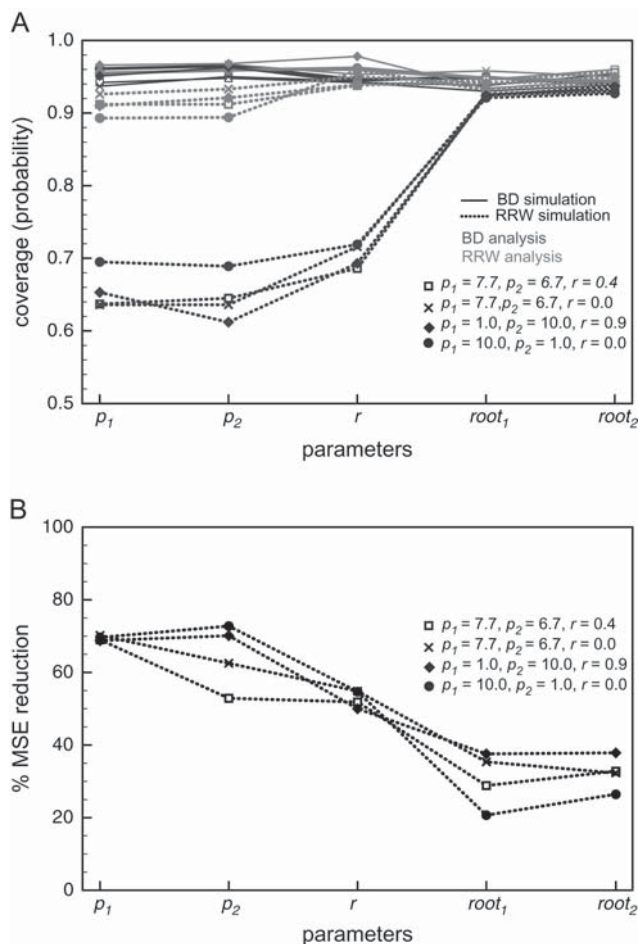 A
1.0
0.9
0.8
0.7
0.6
0.5
coverage (probability)
BD simulation
RRW simulation
BD analysis
RRW analysis
p1 = 7.7, p2 = 6.7, r = 0.4
p1 = 7.7,p2 = 6.7, r = 0.0
p1 = 1.0, p2 = 10.0, r = 0.9
p1 = 10.0, p2 = 1.0, r = 0.0
p1 p2 r root1 root2
parameters
B
100
80
60
40
20
0
% MSE reduction
p1 = 7.7, p2 = 6.7, r = 0.4
p1 = 7.7, p2 = 6.7, r = 0.0
p1 = 1.0, p2 = 10.0, r = 0.9
p1 = 10.0, p2 = 1.0, r = 0.0
p1 p2 r root1 root2
parameters